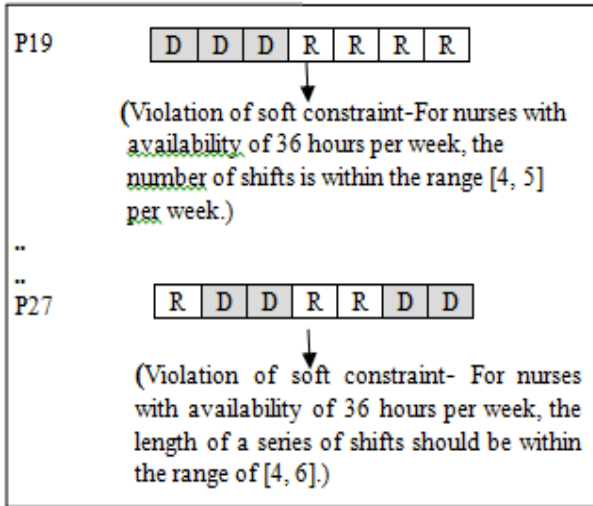 P19 D D D R R R R
(Violation of soft constraint-For nurses with
availability of 36 hours per week, the
number of shifts is within the range [4, 5]
per week.)
..
..
P27 R D D R R D D
(Violation of soft constraint- For nurses
with availability of 36 hours per week, the
length of a series of shifts should be within
the range of [4, 6].)